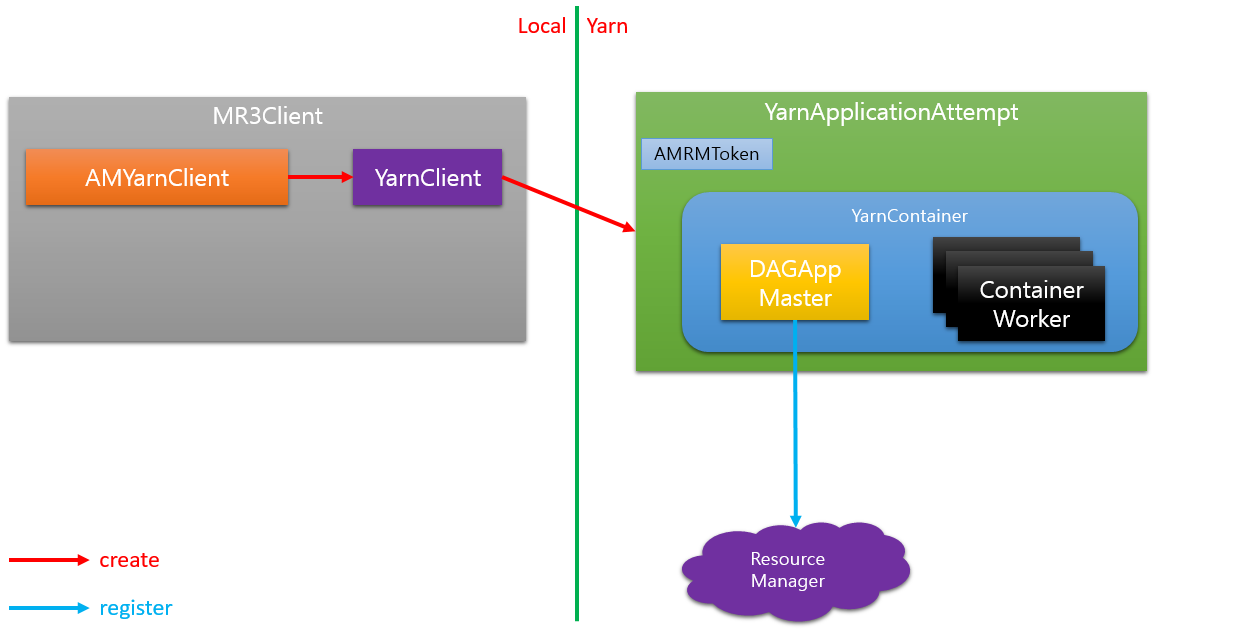 Local
Yarn
MR3Client
AMYarnClient
YarnClient
YarnApplicationAttempt
AMRMToken
YarnContainer
DAGApp
Master
Container
Worker
Resource
Manager
create
register